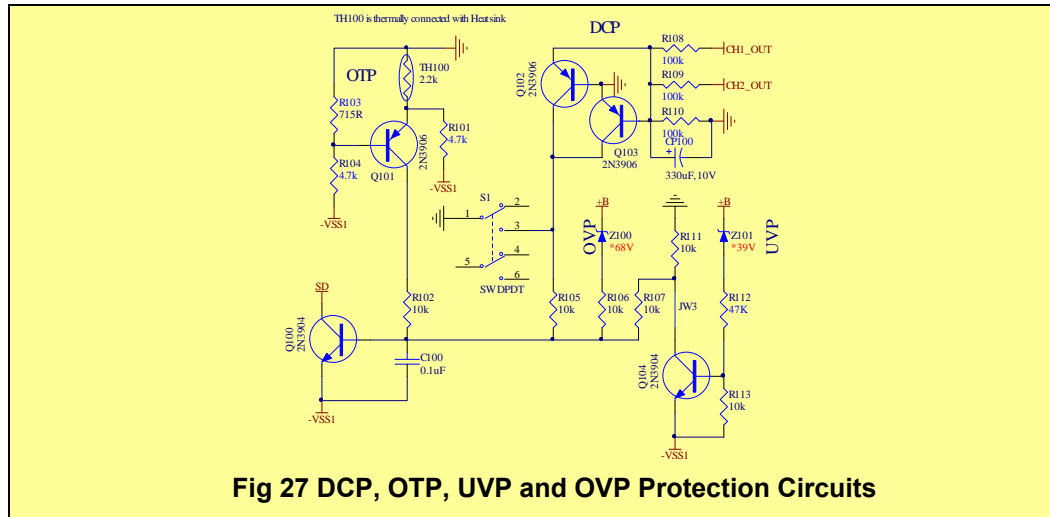 TH100 is thermally connected with Heat sink
DCP
OTP
TH100
2.2k
R103
715R
R104
4.7k
-VSS1
Q101
2N3906
R101
4.7k
-VSS1
Q102
2N3906
Q103
2N3906
R108
100k
CH1_OUT
R109
100k
CH2_OUT
R110
100k
CP100
+
330uF,10V
S1
1
2
3
4
5
6
SWDPDT
OVP
+B
Z100
*68V
R111
10k
+B
Z101
*39V
UVP
SD
Q100
2N3904
-VSS1
R102
10k
C100
0.1uF
R105
10k
R106
10k
R107
10k
JW3
R112
47K
Q104
2N3904
R113
10k
-VSS1
Fig 27 DCP, OTP, UVP and OVP Protection Circuits